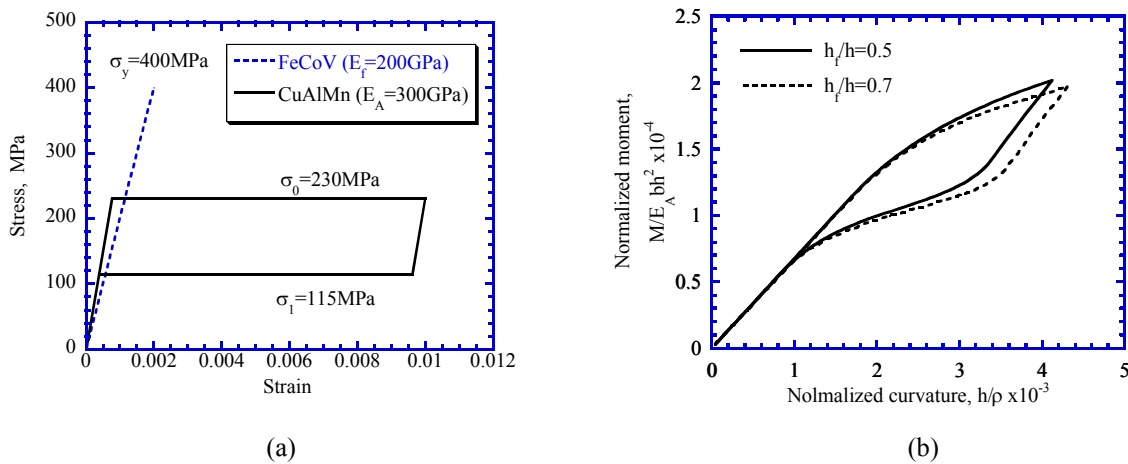 500
400
300
200
100
0
Stress, MPa
0
0.002
0.004
0.006
0.008
0.01
0.012
Strain
σy=400MPa
FeCoV (Ef=200GPa)
CuAlMn (EA=300GPa)
σ0=230MPa
σ1=115MPa
(a)
2.5
2
1.5
1
0.5
0
Normalized moment,
M/EA bh² x10-4
0
1
2
3
4
5
Nolmalized curvature, h/ρ x10-3
hf/h=0.5
hf/h=0.7
(b)